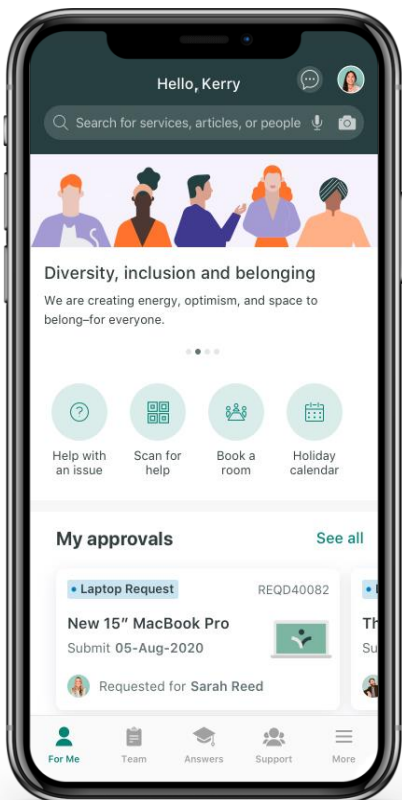 Hello, Kerry
Search for services, articles, or people
Diversity, inclusion and belonging
We are creating energy, optimism, and space to
belong–for everyone.
Help with
an issue
Scan for
help
Book a
room
Holiday
calendar
My approvals
See all
Laptop Request
REQD40082
New 15” MacBook Pro
Submit 05-Aug-2020
Requested for Sarah Reed
For Me
Team
Answers
Support
More